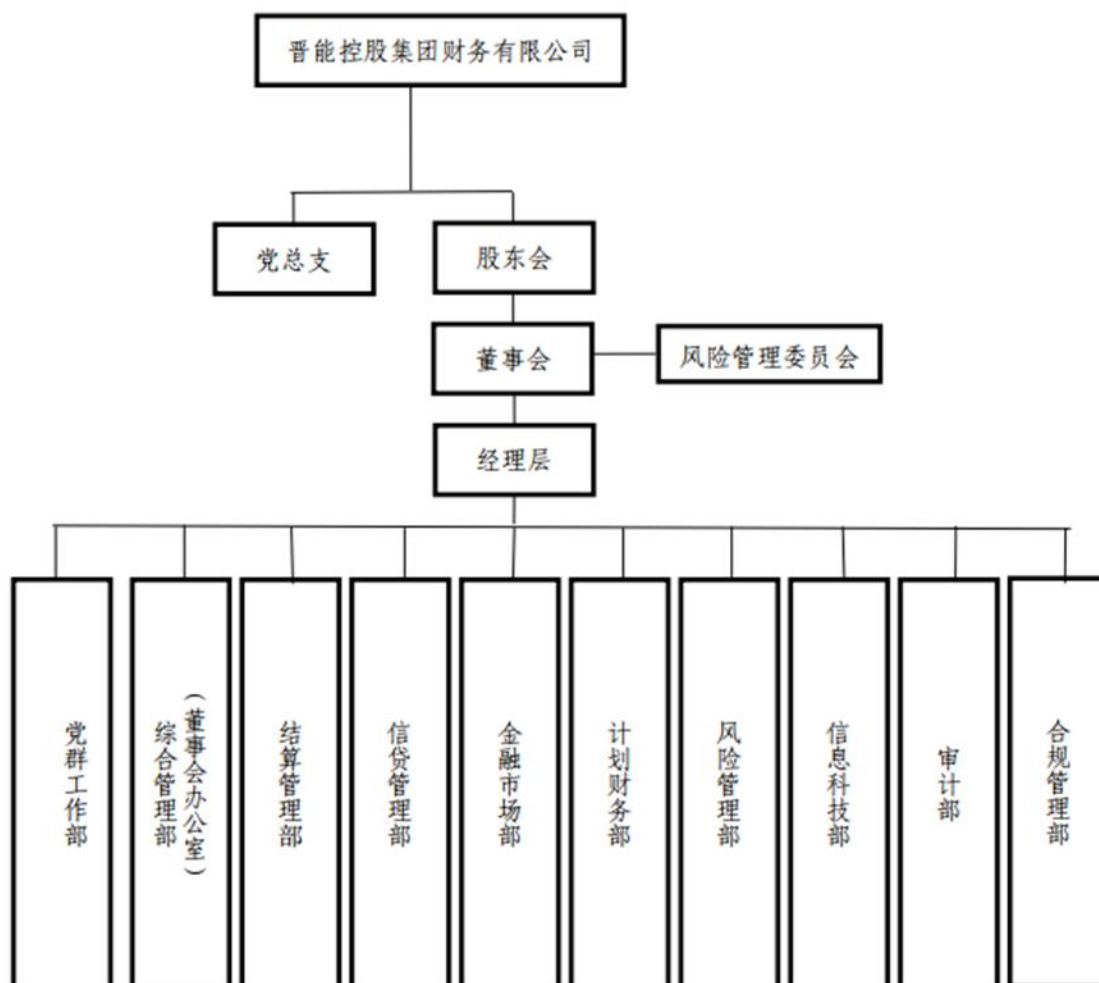 晋能控股集团财务有限公司
党总支
股东会
董事会
风险管理委员会
经理层
党群工作部
综合管理部
（董事会办公室）
结算管理部
信贷管理部
金融市场部
计划财务部
风险管理部
信息科技部
审计部
合规管理部